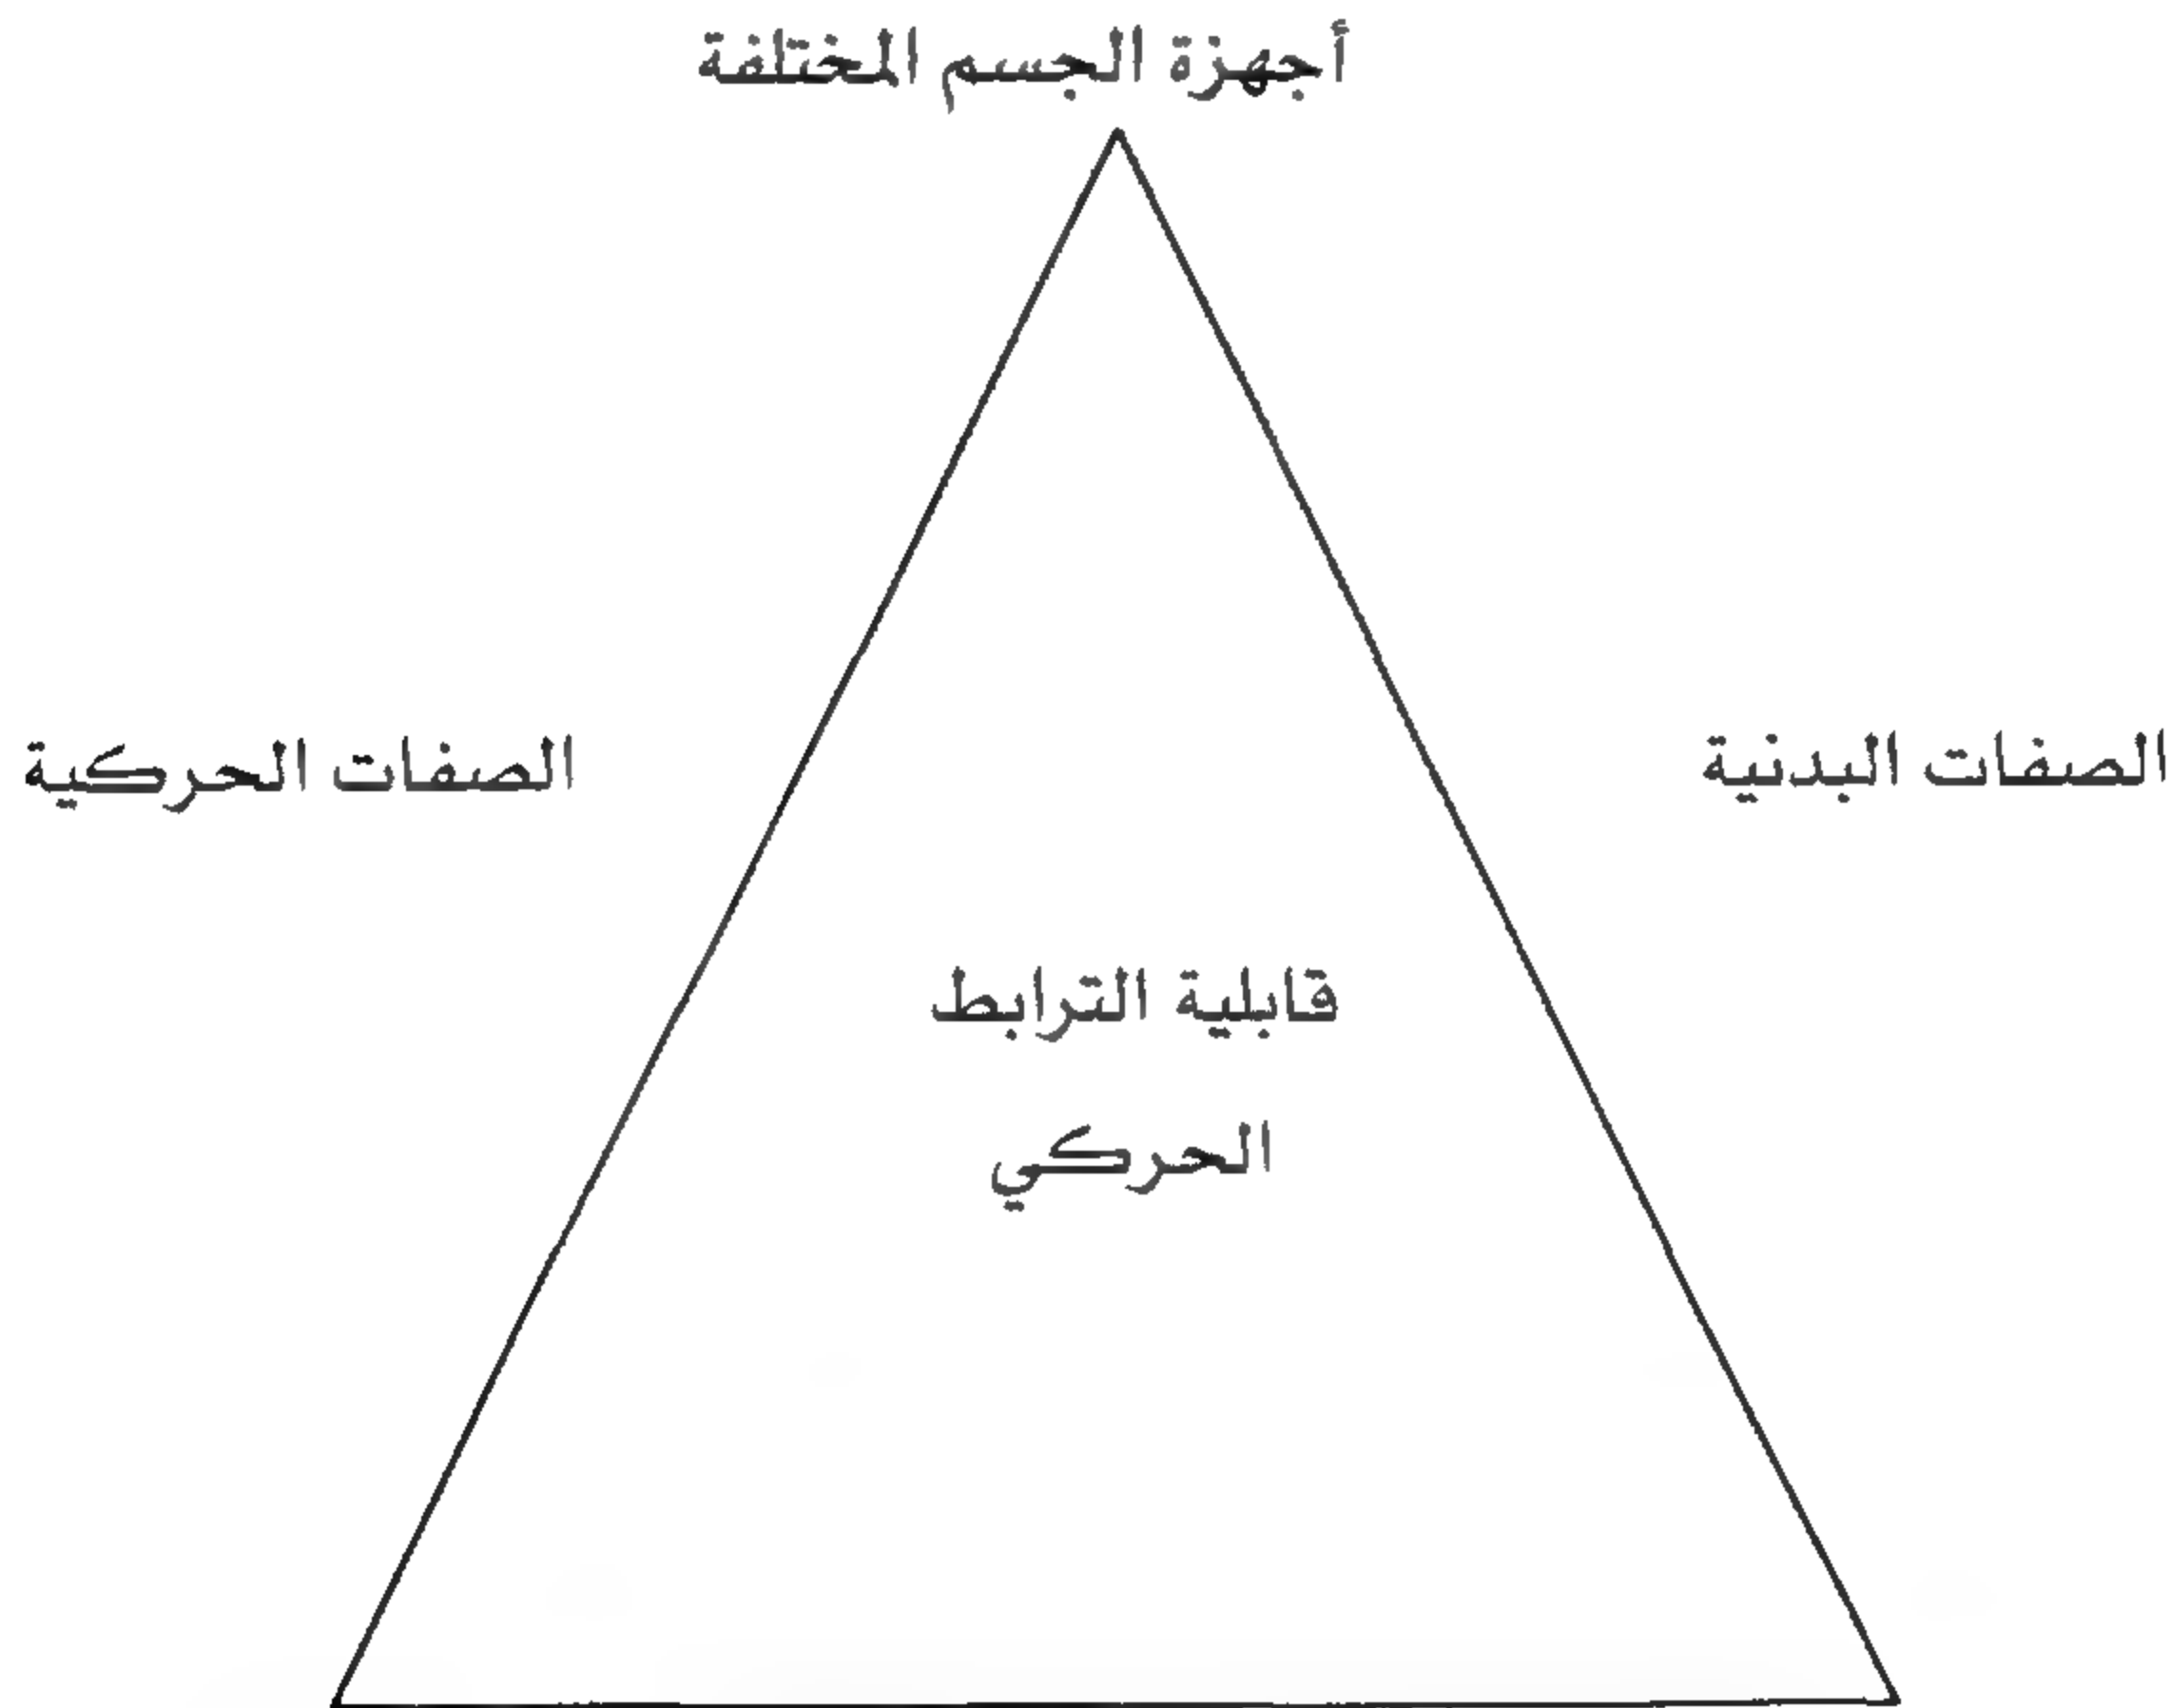 أجهزة الجسم المختلفة
الصفات البدنية
الصفات الحركية
قابلية الترابط
الحركي